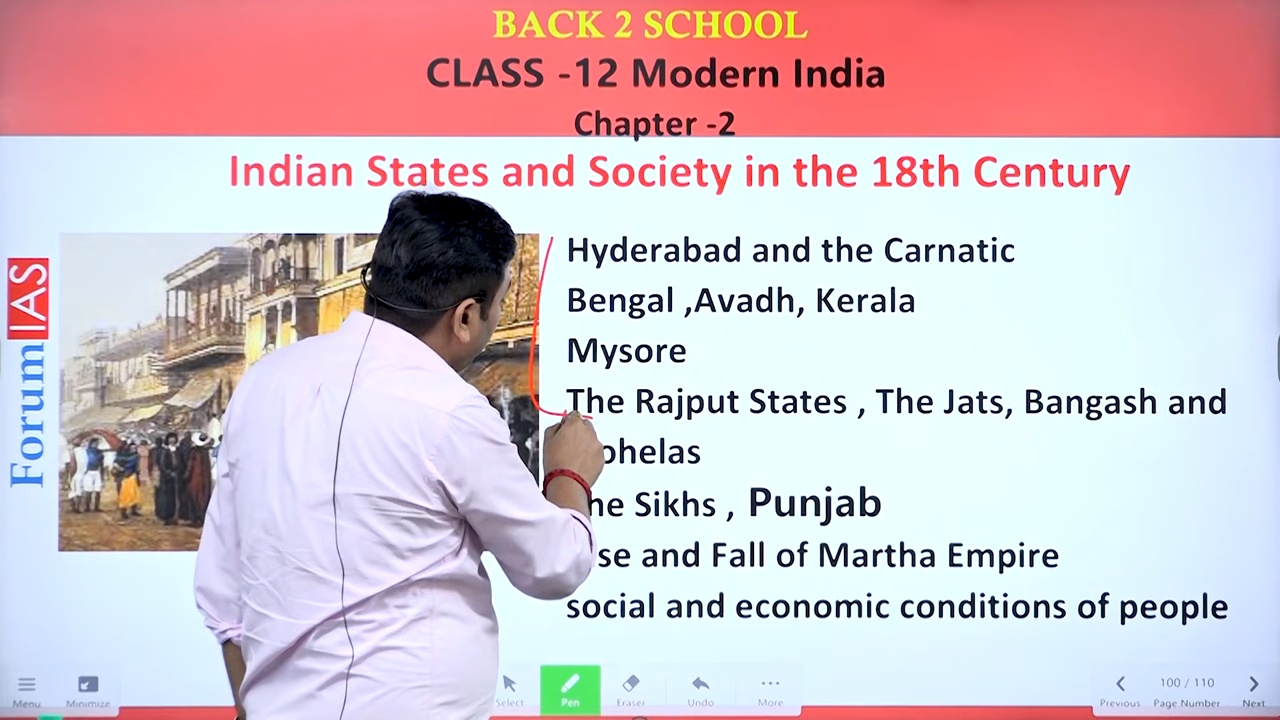 BACK 2 SCHOOL
CLASS -12 Modern India
Chapter -2
Indian States and Society in the 18th Century
Forum IAS
Hyderabad and the Carnatic
Bengal ,Avadh, Kerala
Mysore
The Rajput States , The Jats, Bangash and
Sikhs , Punjab
and Fall of Martha Empire
social and economic conditions of people
Menu
Minimize
Select
Pen
Eraser
Undo
More
Previous
100 / 110
Page Number
Next